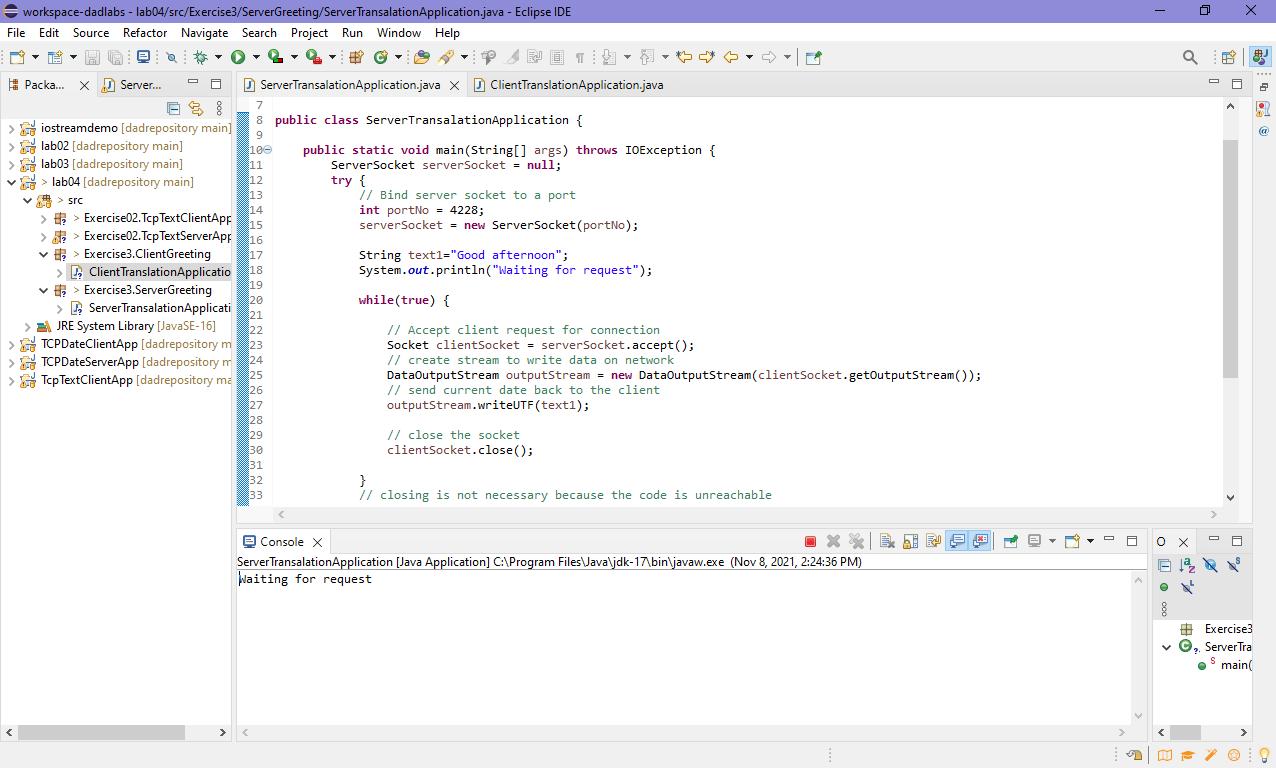 workspace-dadlabs - lab04/src/Exercise3/ServerGreeting/ServerTransalationApplication.java - Eclipse IDE
File Edit Source Refactor Navigate Search Project Run Window Help
Packa... Server...
iostreamdemo [dadrepository main]
lab02 [dadrepository main]
lab03 [dadrepository main]
> lab04 [dadrepository main]
> src
> Exercise02.TcpTextClientApp
> Exercise02.TcpTextServerApp
> Exercise3.ClientGreeting
ClientTranslationApplicatio
> Exercise3.ServerGreeting
ServerTransalationApplicati
JRE System Library [JavaSE-16]
TCPDateClientApp [dadrepository m
TCPDateServerApp [dadrepository m
TcpTextClientApp [dadrepository ma
ServerTransalationApplication.java ClientTranslationApplication.java
7
8 public class ServerTransalationApplication {
9
10 public static void main(String[] args) throws IOException {
11 ServerSocket serverSocket = null;
12 try {
13 // Bind server socket to a port
14 int portNo = 4228;
15 serverSocket = new ServerSocket(portNo);
16
17 String text1="Good afternoon";
18 System.out.println("Waiting for request");
19
20 while(true) {
21
22 // Accept client request for connection
23 Socket clientSocket = serverSocket.accept();
24 // create stream to write data on network
25 DataOutputStream outputStream = new DataOutputStream(clientSocket.getOutputStream());
26 // send current date back to the client
27 outputStream.writeUTF(text1);
28
29 // close the socket
30 clientSocket.close();
31
32 }
33 // closing is not necessary because the code is unreachable
Console
ServerTransalationApplication [Java Application] C:\Program Files\Java\jdk-17\bin\javaw.exe (Nov 8, 2021, 2:24:36 PM)
Waiting for request
O
Exercise3
ServerTra
main(